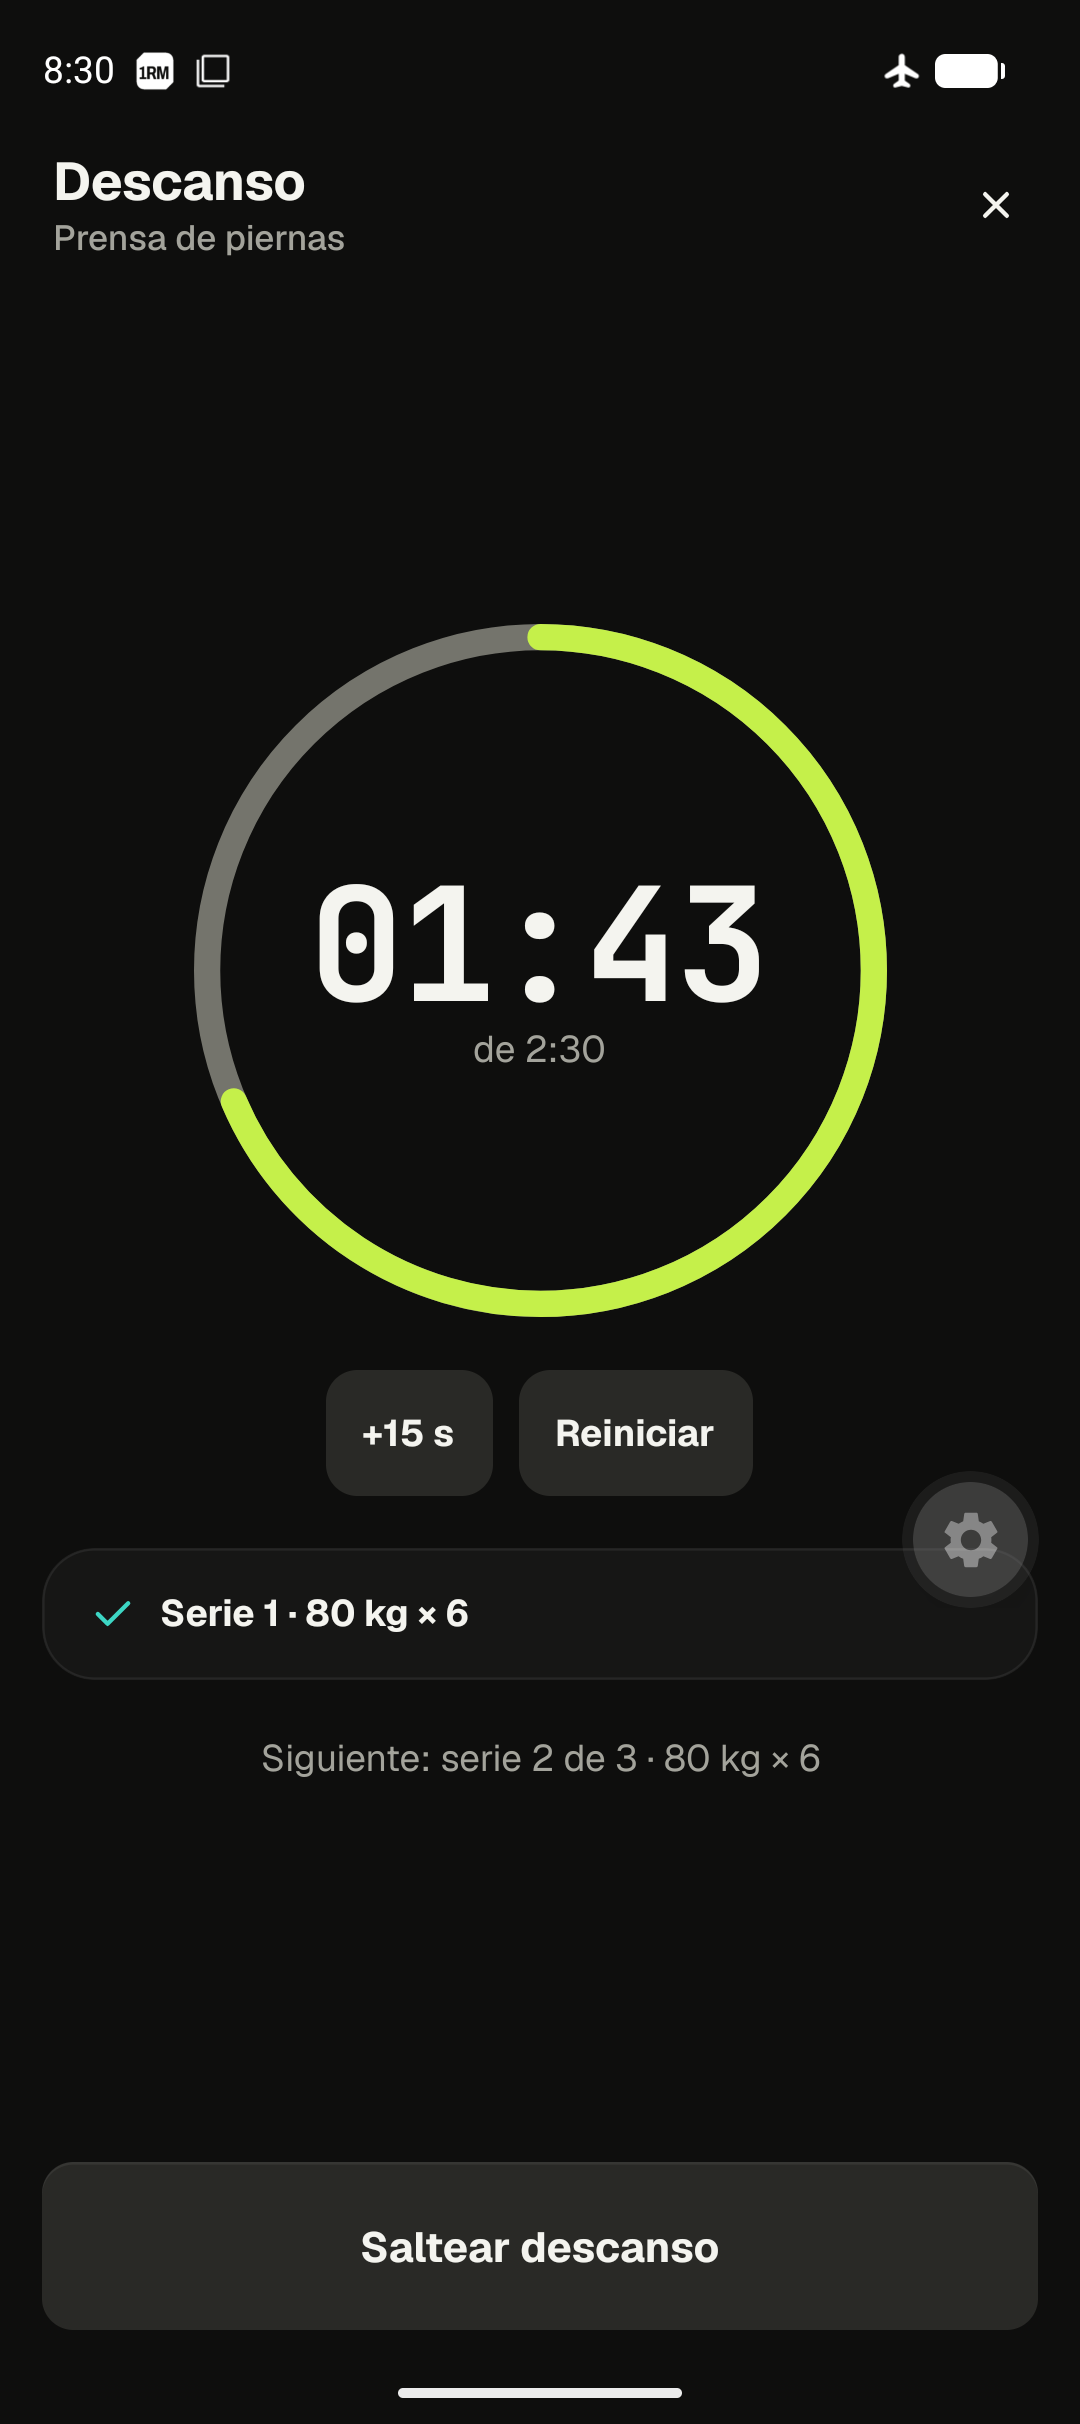 8:30 1RM
Descanso
Prensa de piernas
01:43
de 2:30
+15 s
Reiniciar
Serie 1 · 80 kg × 6
Siguiente: serie 2 de 3 · 80 kg × 6
Saltear descanso